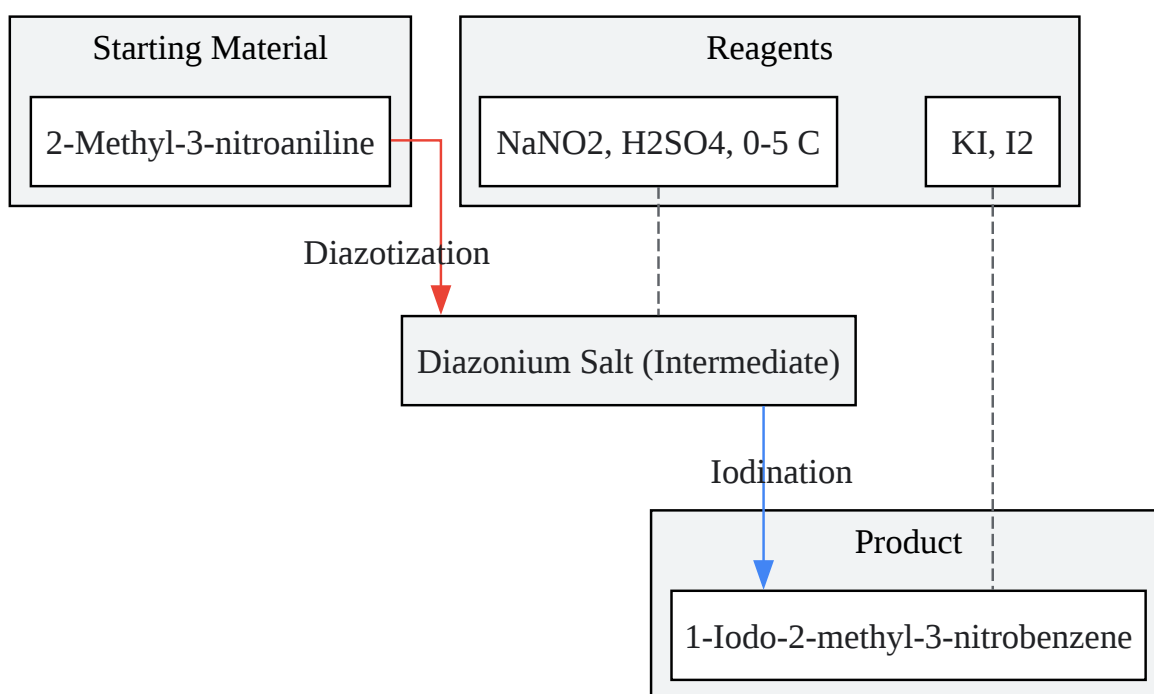 Starting Material
Reagents
2-Methyl-3-nitroaniline
NaNO2, H2SO4, 0-5 C
KI, I2
Diazotization
Diazonium Salt (Intermediate)
Iodination
Product
1-Iodo-2-methyl-3-nitrobenzene